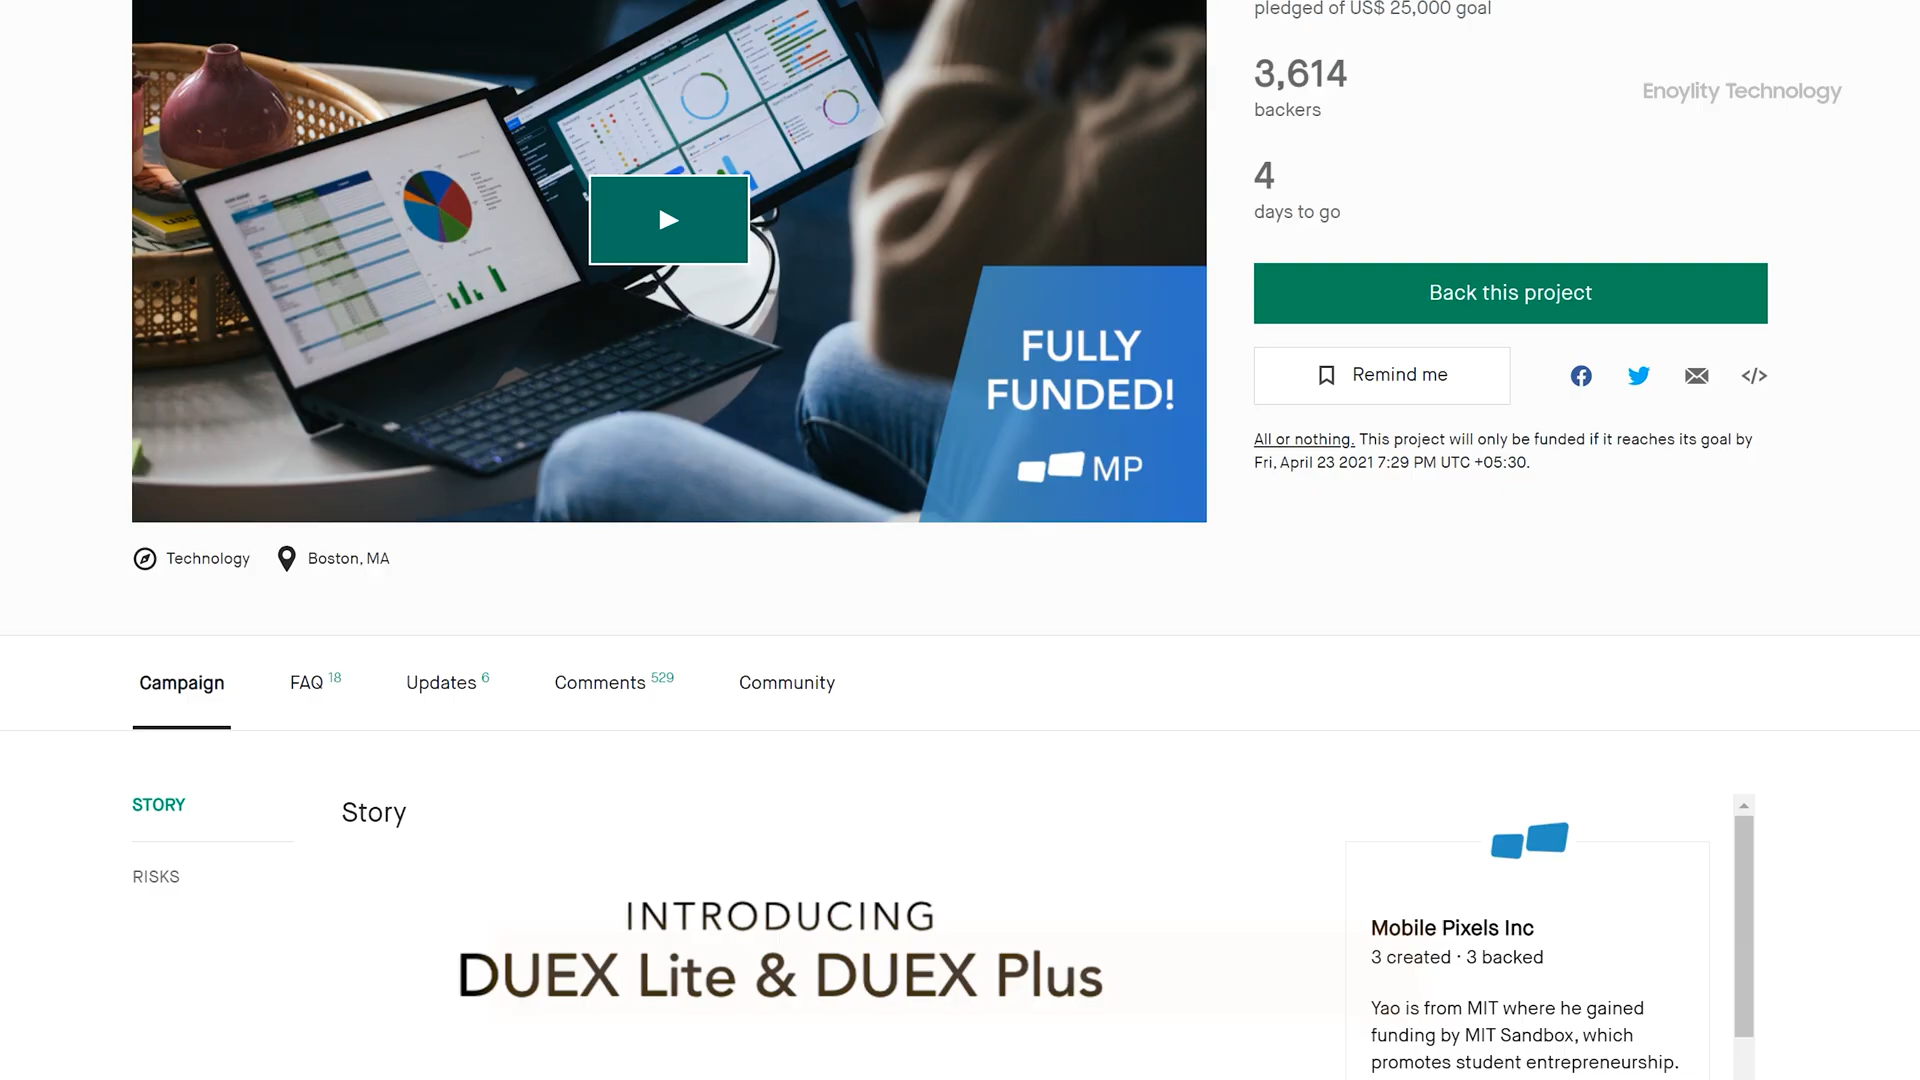 pledged of US$ 25,000 goal
3,614
backers
Enoylity Technology
4
days to go
Back this project
Remind me
All or nothing. This project will only be funded if it reaches its goal by
Fri, April 23 2021 7:29 PM UTC +05:30.
FULLY
FUNDED!
MP
Technology
Boston, MA
Campaign
FAQ 18
Updates 6
Comments 529
Community
STORY
RISKS
Story
INTRODUCING
DUEX Lite & DUEX Plus
Mobile Pixels Inc
3 created · 3 backed
Yao is from MIT where he gained
funding by MIT Sandbox, which
promotes student entrepreneurship.